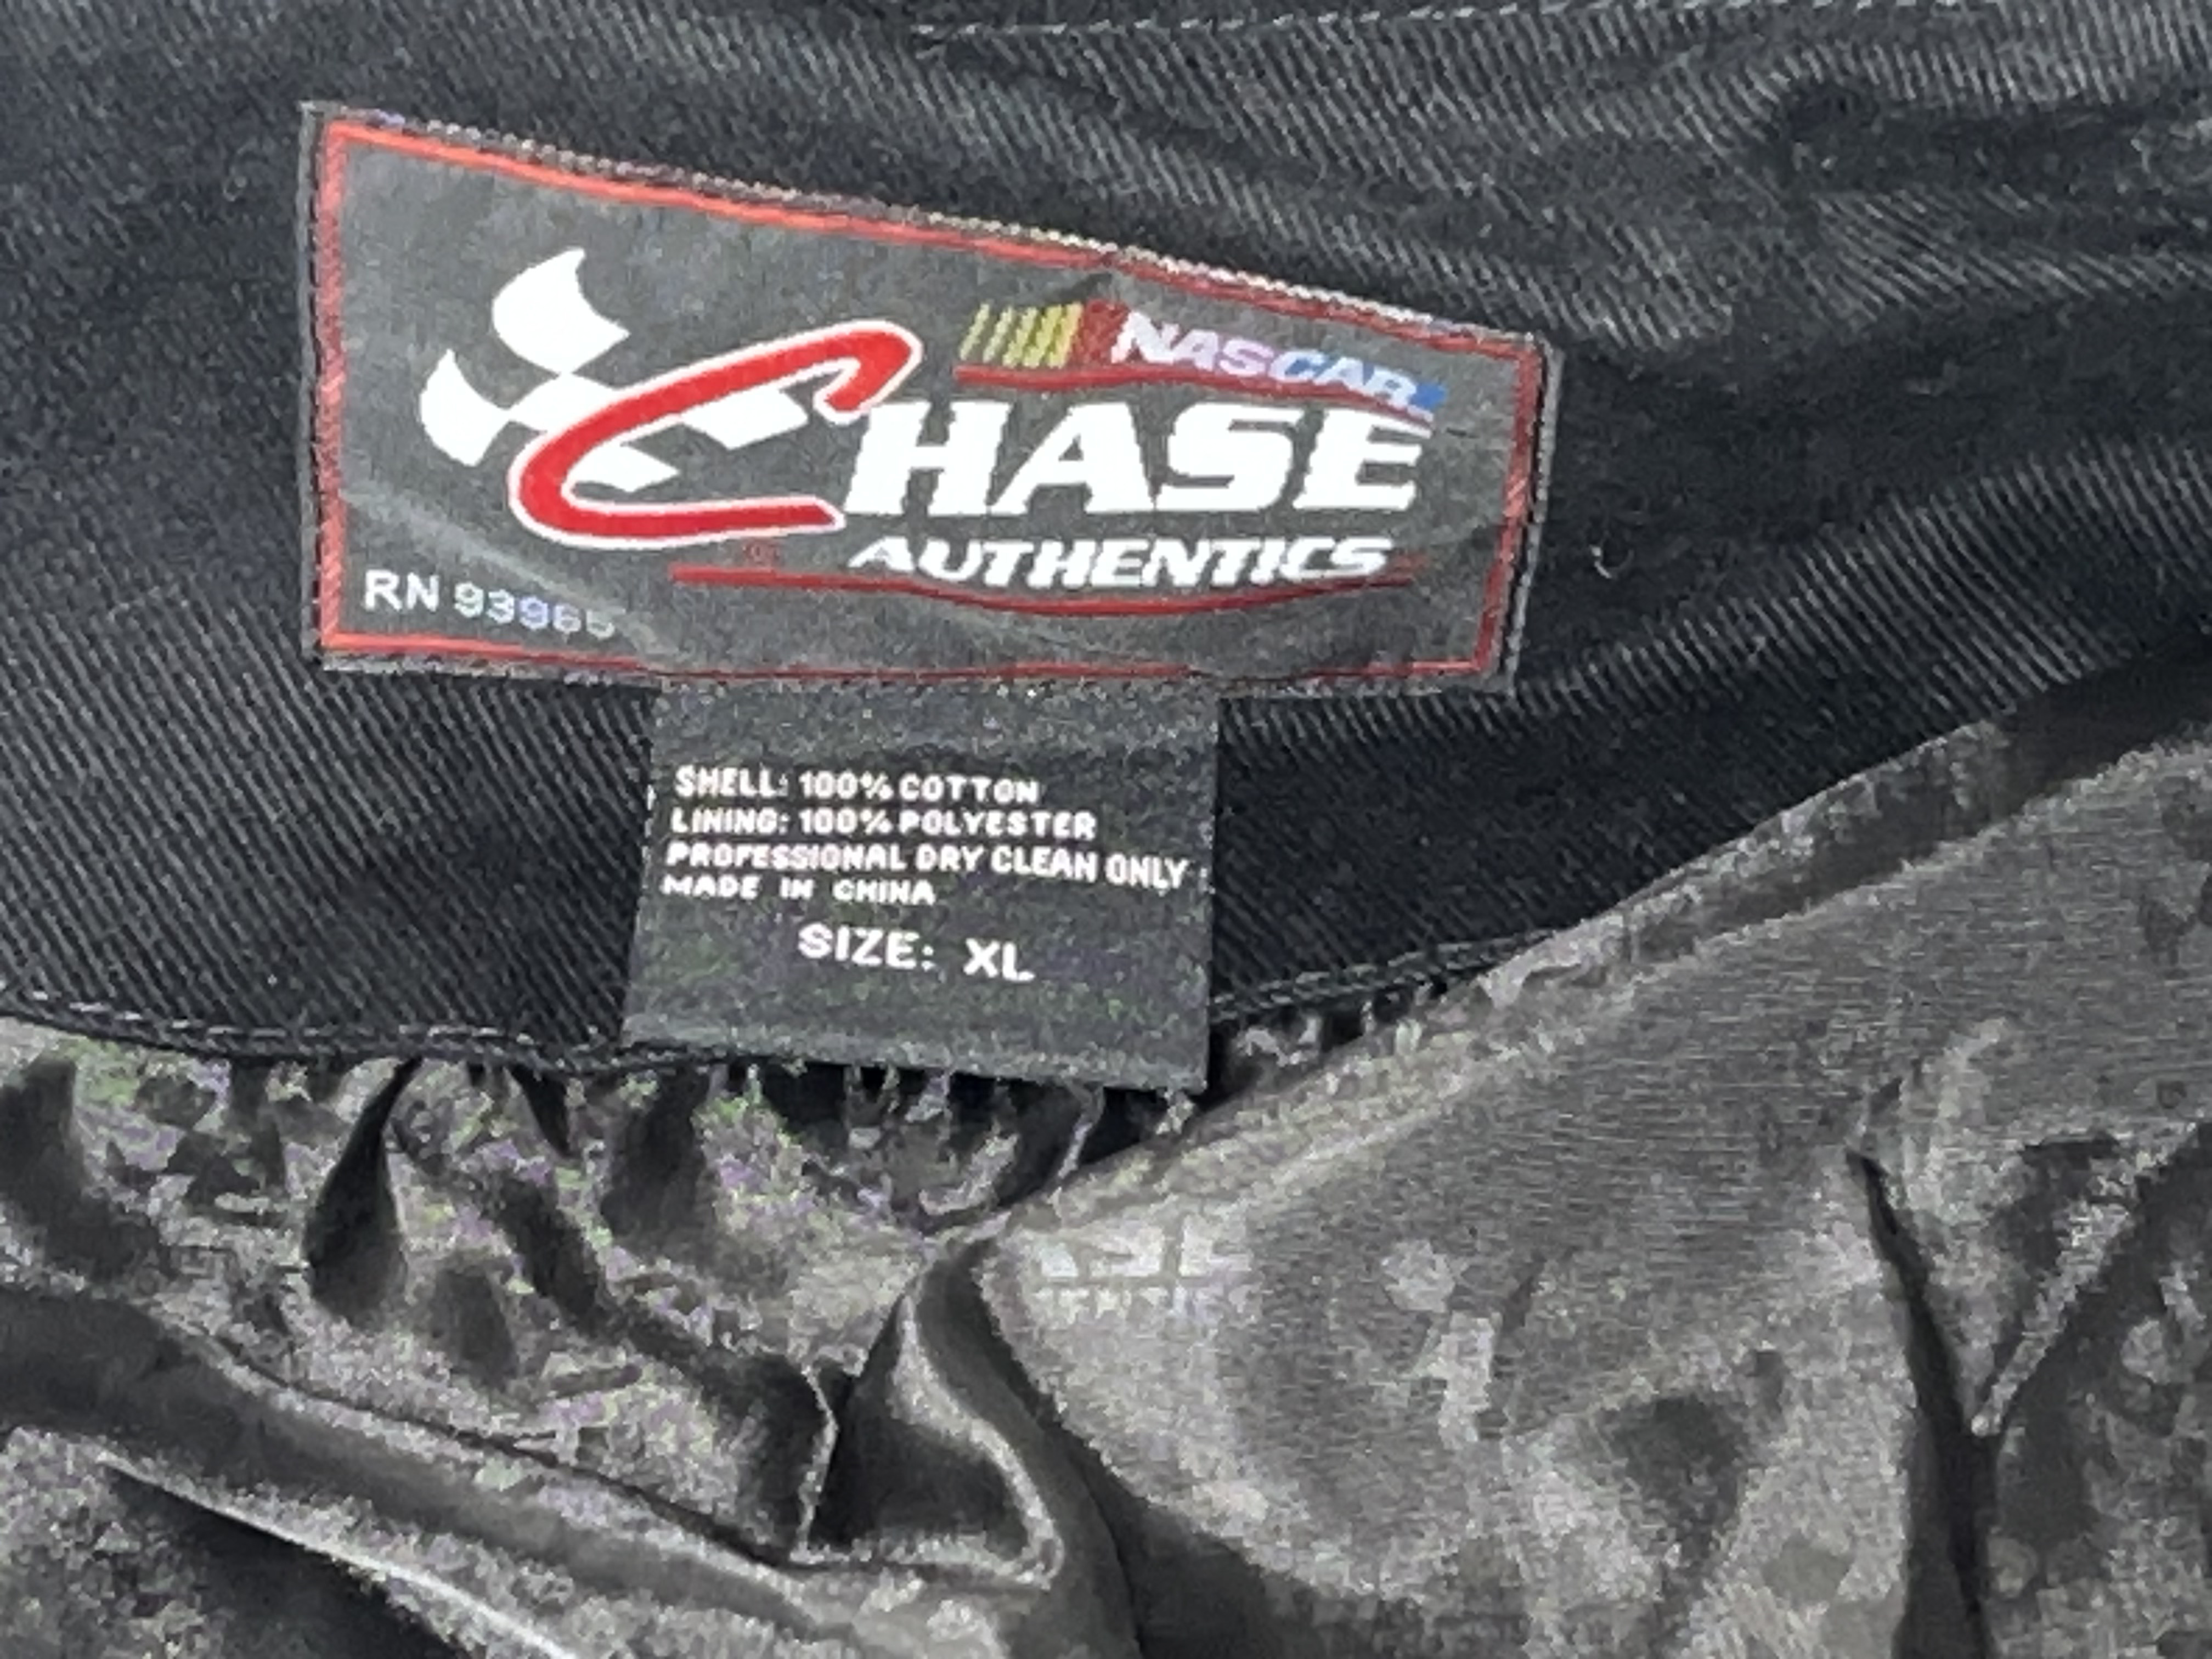 NASCAR
CHASE
AUTHENTICS
RN
SHELL: 100% COTTON
LINING: 100% POLYESTER
PROFESSIONAL DRY CLEAN ONLY
MADE IN CHINA
SIZE: XL